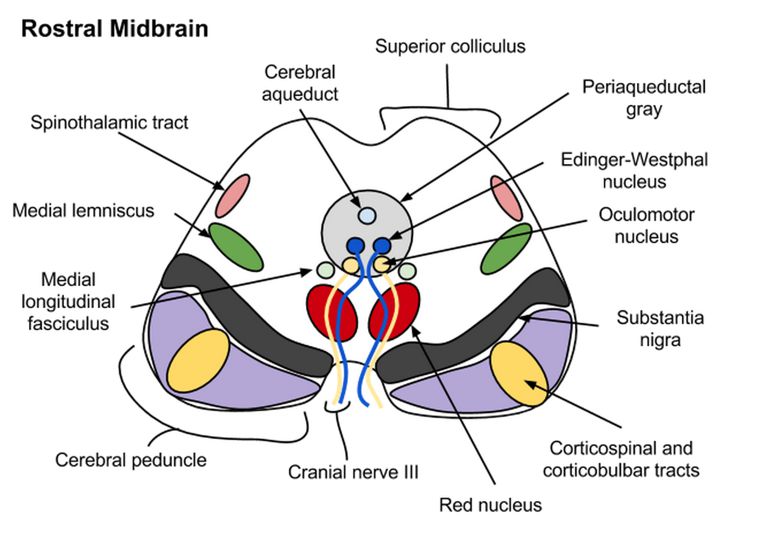 Rostral Midbrain
Superior colliculus
Cerebral
aqueduct
Periaqueductal
gray
Spinothalamic tract
Edinger-Westphal
nucleus
Medial lemniscus
Oculomotor
nucleus
Medial
longitudinal
fasciculus
Substantia
nigra
Cerebral peduncle
Cranial nerve III
Corticospinal and
corticobulbar tracts
Red nucleus